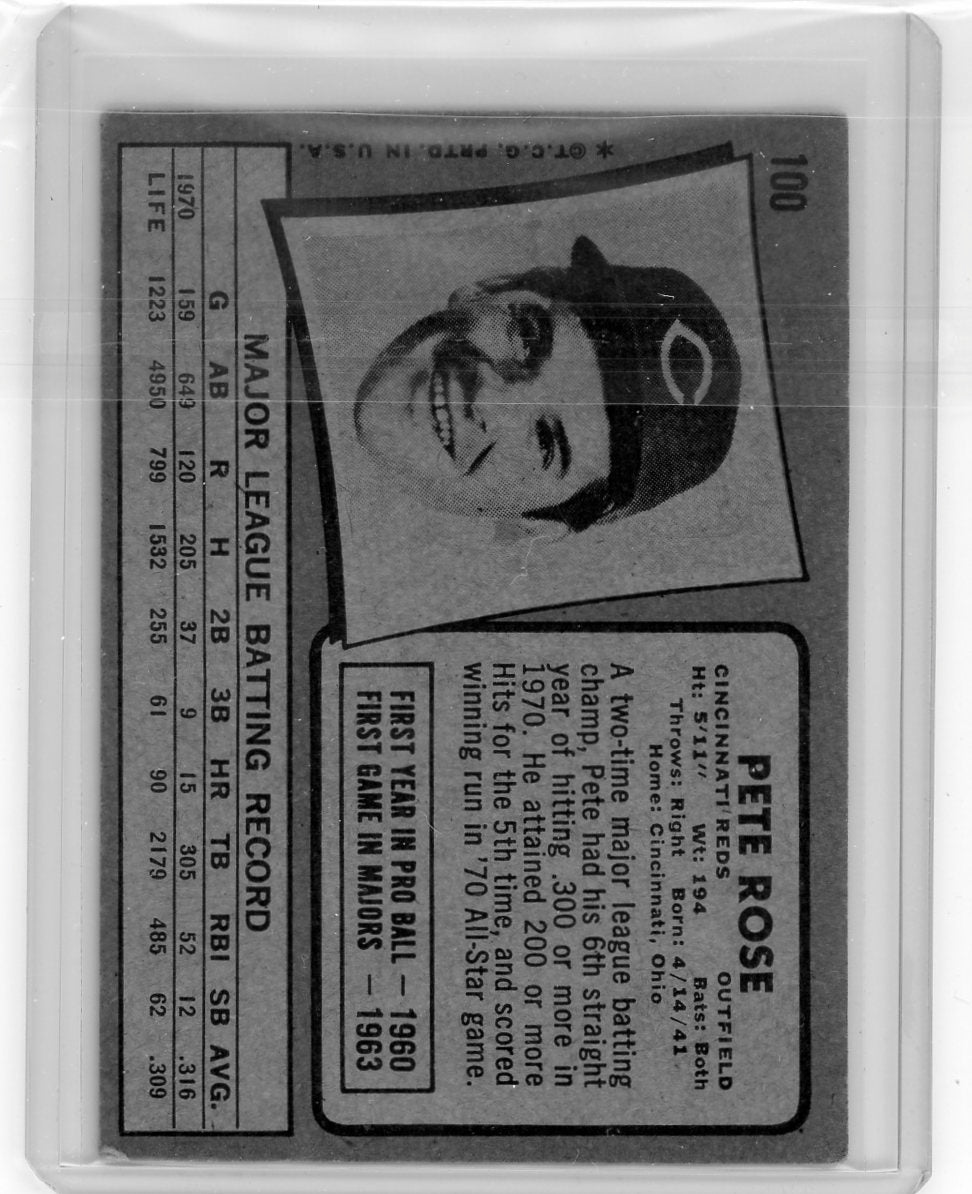 100
PETE ROSE
CINCINNATI REDS OUTFIELD
Ht: 5'11" Wt: 194 Bats: Both
Throws: Right Born: 4/14/41
Home: Cincinnati, Ohio
A two-time major league batting
champ, Pete had his 6th straight
year of hitting .300 or more in
1970. He attained 200 or more
Hits for the 5th time, and scored
winning run in '70 All-Star game.
FIRST YEAR IN PRO BALL — 1960
FIRST GAME IN MAJORS — 1963
* ©T.C.G. PRTD. IN U.S.A.
MAJOR LEAGUE BATTING RECORD
G AB R H 2B 3B HR TB RBI SB AVG.
1970 159 649 120 205 37 9 15 305 52 12 .316
LIFE 1223 4950 799 1532 255 61 90 2179 485 62 .309